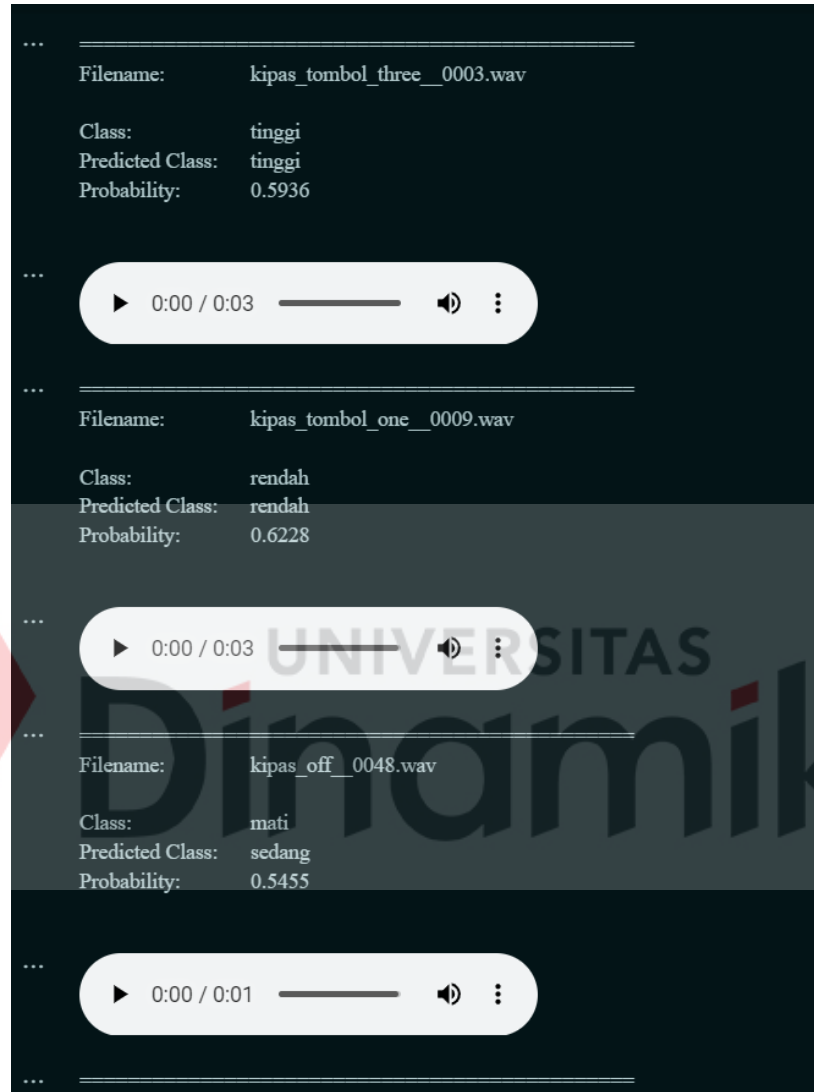 ... ================================================
Filename: kipas_tombol_three__0003.wav
Class: tinggi
Predicted Class: tinggi
Probability: 0.5936
...
0:00 / 0:03
... ================================================
Filename: kipas_tombol_one__0009.wav
Class: rendah
Predicted Class: rendah
Probability: 0.6228
...
0:00 / 0:03
UNIVERSITAS
Dinamik
... ================================================
Filename: kipas_off__0048.wav
Class: mati
Predicted Class: sedang
Probability: 0.5455
...
0:00 / 0:01
... ================================================